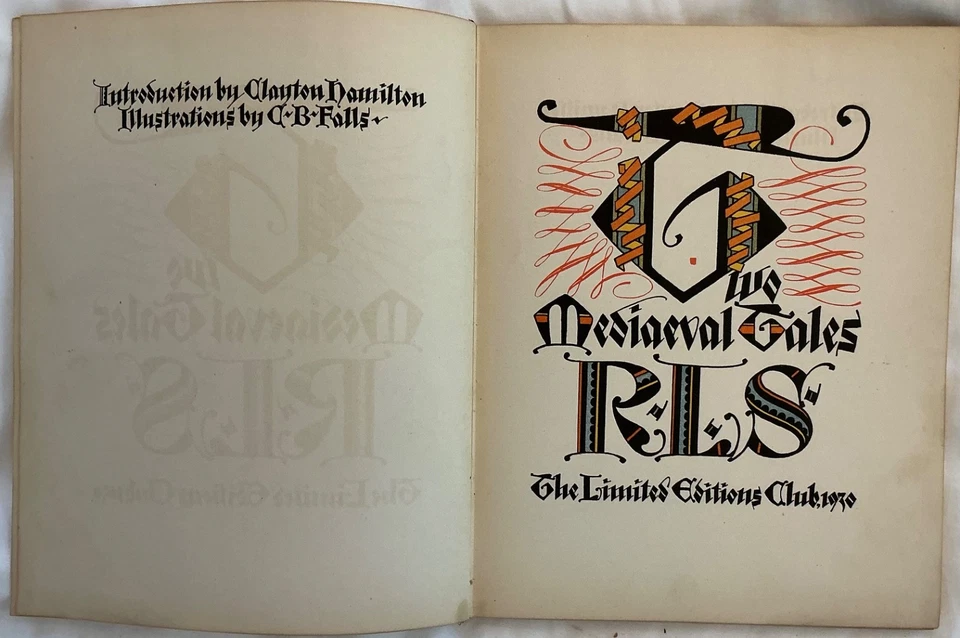 Introduction by Clayton Hamilton
Illustrations by C·B·Falls
Two
Mediaeval Tales
R·L·S
The Limited Editions Club, 1930